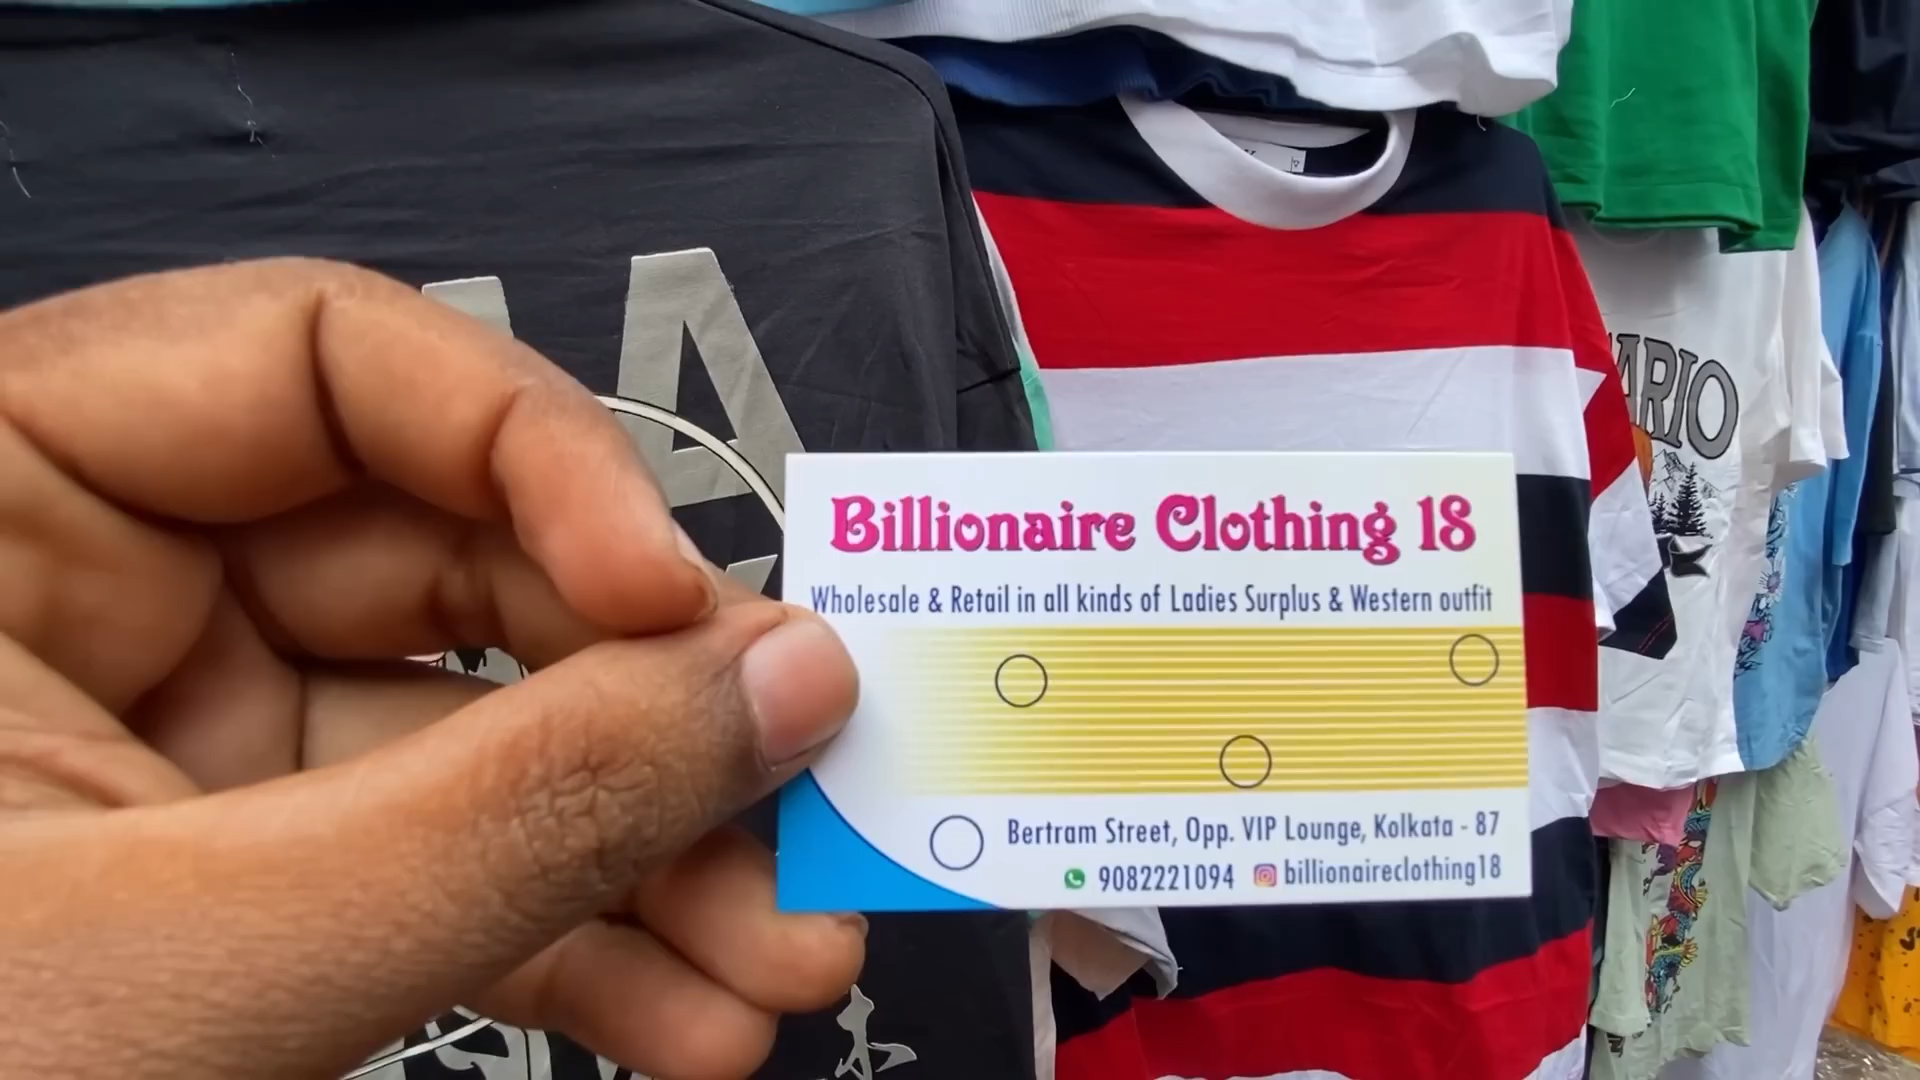 Billionaire Clothing 18
Wholesale & Retail in all kinds of Ladies Surplus & Western outfit
Bertram Street, Opp. VIP Lounge, Kolkata - 87
9082221094 billionaireclothing18
ARIO
A